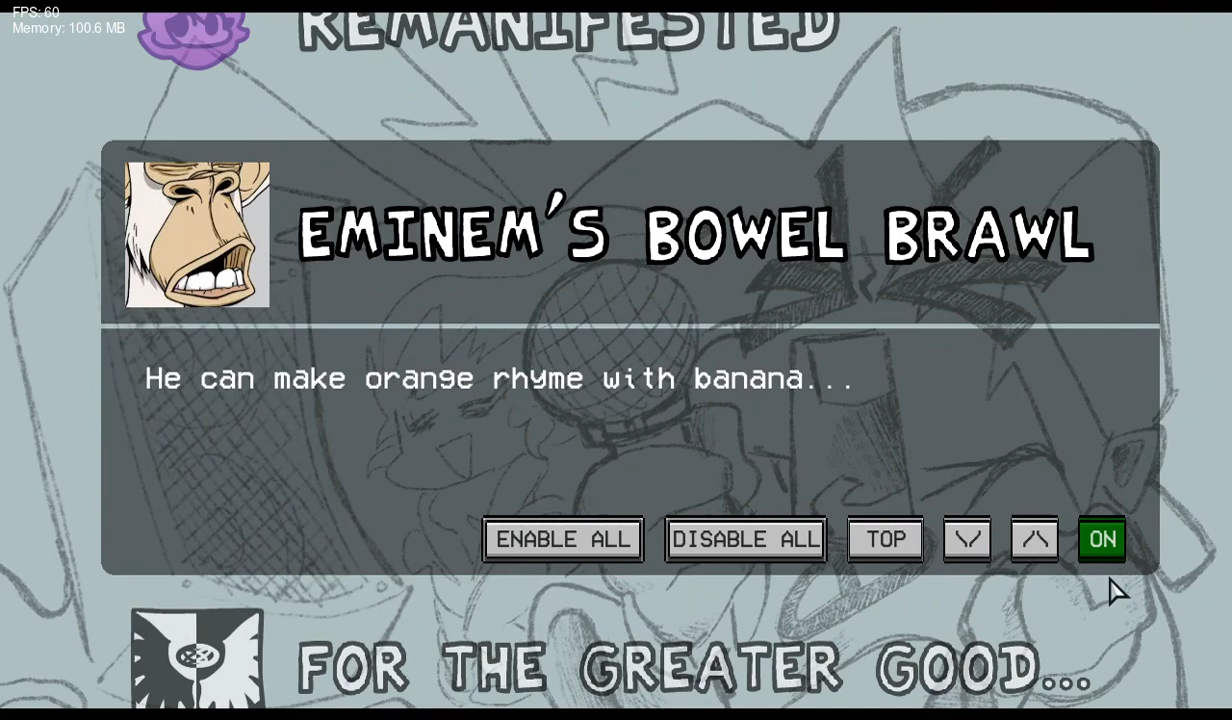 FPS: 60
Memory: 100.6 MB
REMANIFESTED
EMINEM'S BOWEL BRAWL
He can make orange rhyme with banana...
ENABLE ALL DISABLE ALL TOP \/ /\ ON
FOR THE GREATER GOOD...